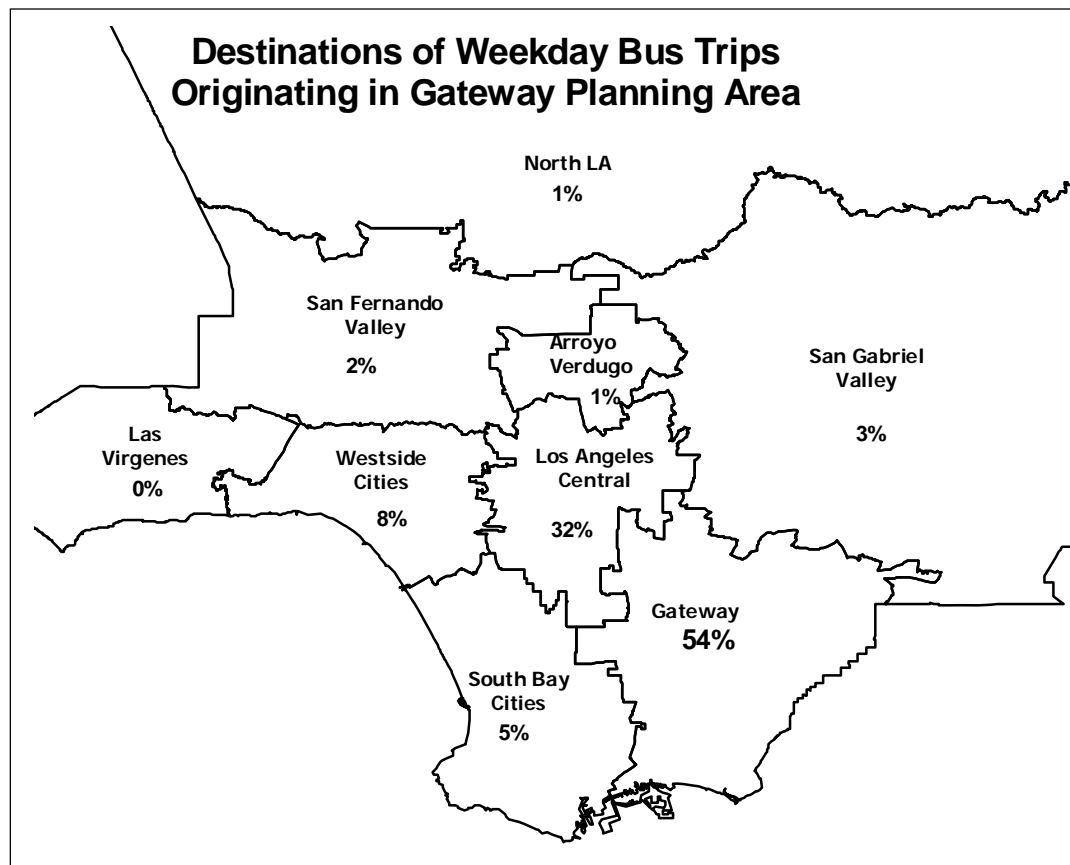 Destinations of Weekday Bus Trips
Originating in Gateway Planning Area
North LA
1%
San Fernando
Valley
2%
Arroyo
Verdugo
1%
San Gabriel
Valley
3%
Las
Virgenes
0%
Westside
Cities
8%
Los Angeles
Central
32%
Gateway
54%
South Bay
Cities
5%